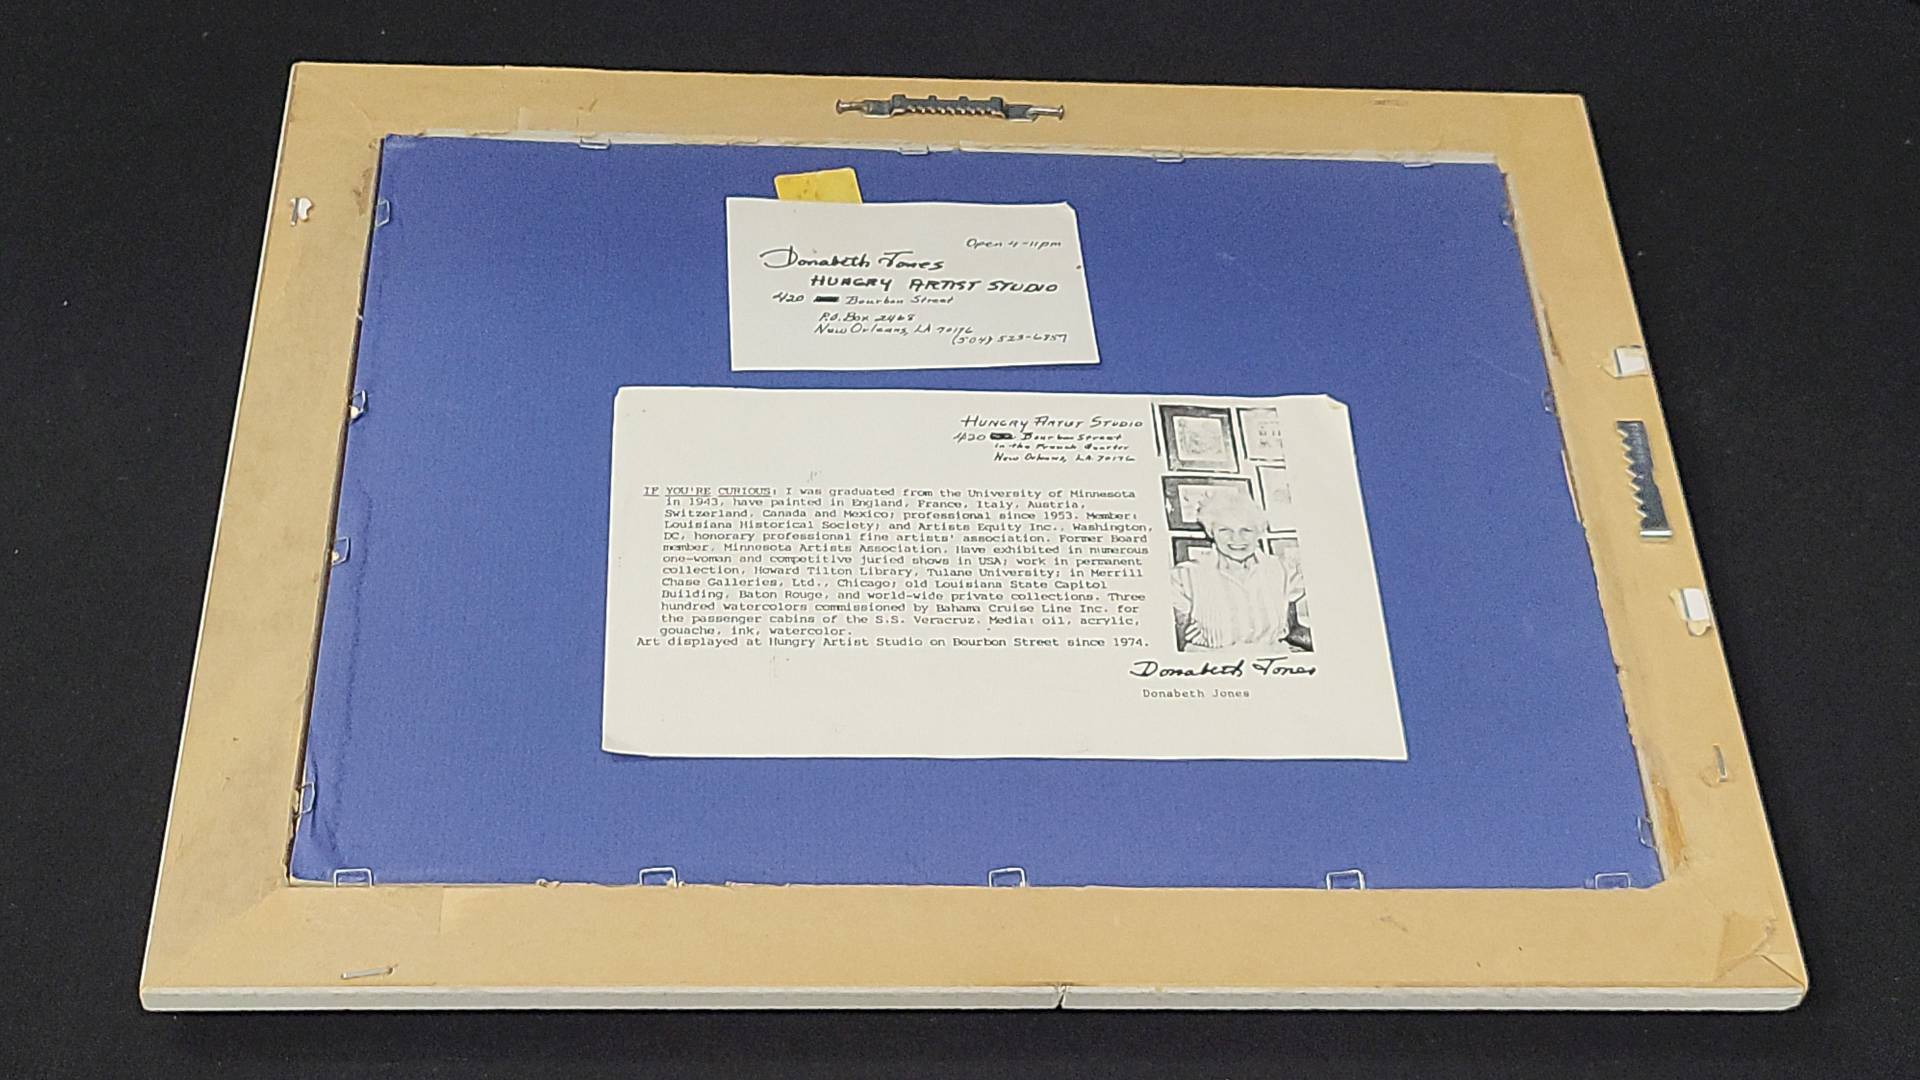 Open 4-11pm
Donabeth Jones
HUNGRY ARTIST STUDIO
420 Bourbon Street
P.O. Box 2468
New Orleans, LA 70176
(504) 523-6857
HUNGRY ARTIST STUDIO
420 Bourbon Street
in the French Quarter
New Orleans, LA 70176
IF YOU'RE CURIOUS: I was graduated from the University of Minnesota
in 1943, have painted in England, France, Italy, Austria,
Switzerland, Canada and Mexico; professional since 1953. Member:
Louisiana Historical Society; and Artists Equity Inc., Washington,
DC, honorary professional fine artists' association. Former Board
member, Minnesota Artists Association. Have exhibited in numerous
one-woman and competitive juried shows in USA; work in permanent
collection, Howard Tilton Library, Tulane University; in Merrill
Chase Galleries, Ltd., Chicago; old Louisiana State Capitol
Building, Baton Rouge, and world-wide private collections. Three
hundred watercolors commissioned by Bahama Cruise Line Inc. for
the passenger cabins of the S.S. Veracruz. Media: oil, acrylic,
gouache, ink, watercolor.
Art displayed at Hungry Artist Studio on Bourbon Street since 1974.
Donabeth Jones
Donabeth Jones